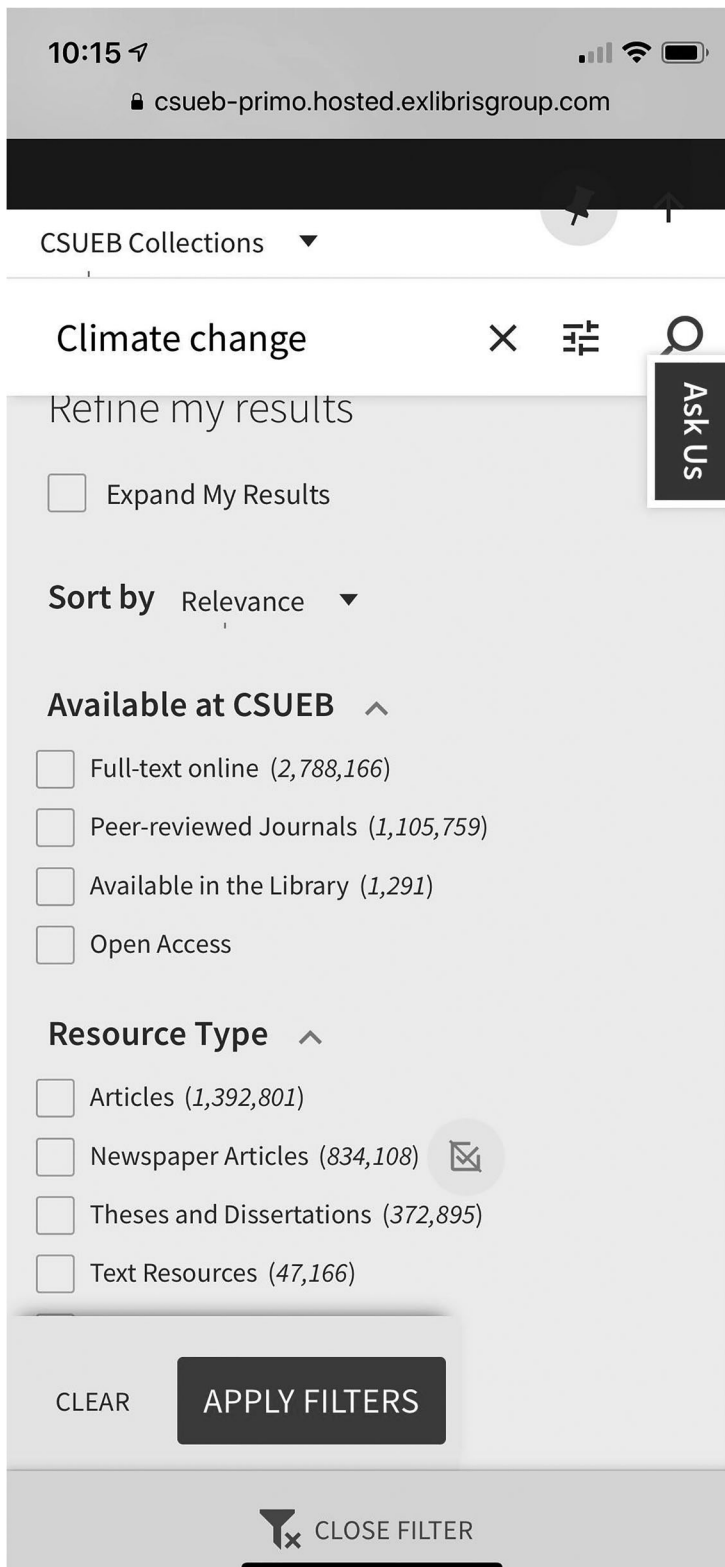 10:15
csueb-primo.hosted.exlibrisgroup.com
CSUEB Collections
Climate change
Ask Us
Refine my results
Expand My Results
Sort by Relevance
Available at CSUEB
Full-text online (2,788,166)
Peer-reviewed Journals (1,105,759)
Available in the Library (1,291)
Open Access
Resource Type
Articles (1,392,801)
Newspaper Articles (834,108)
Theses and Dissertations (372,895)
Text Resources (47,166)
CLEAR APPLY FILTERS
CLOSE FILTER